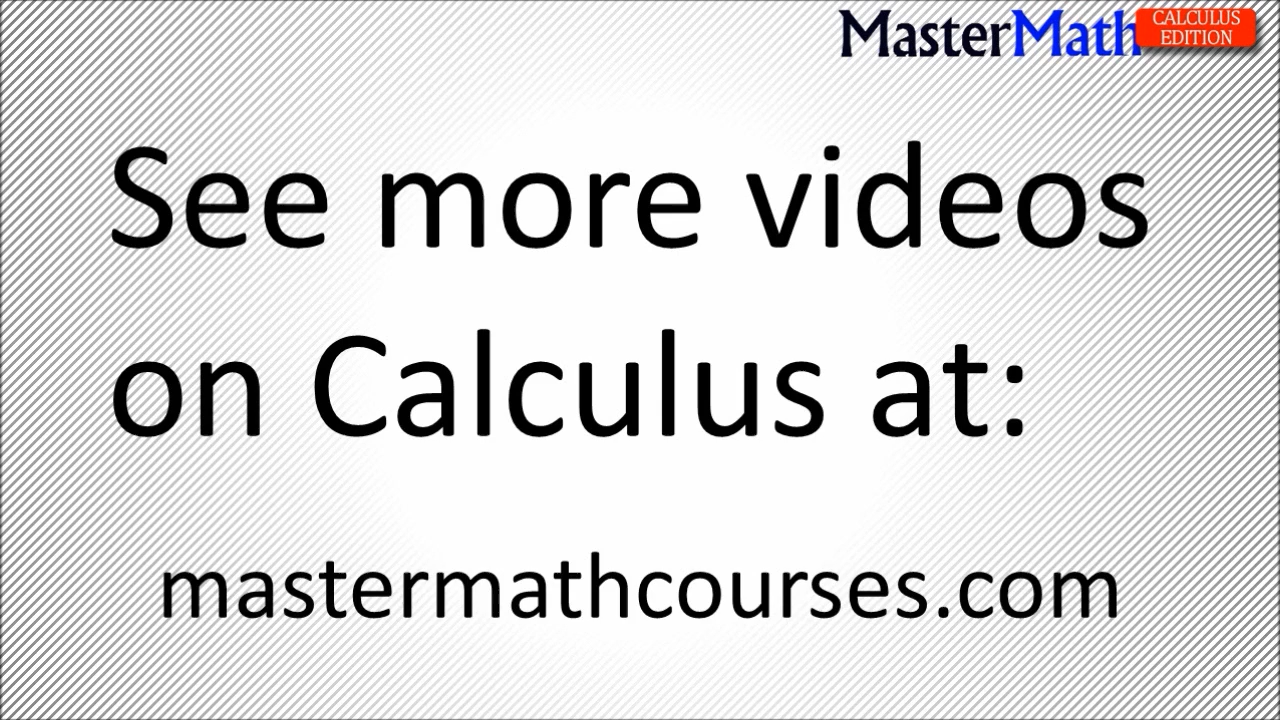 MasterMath
CALCULUS
EDITION
See more videos
on Calculus at:
mastermathcourses.com